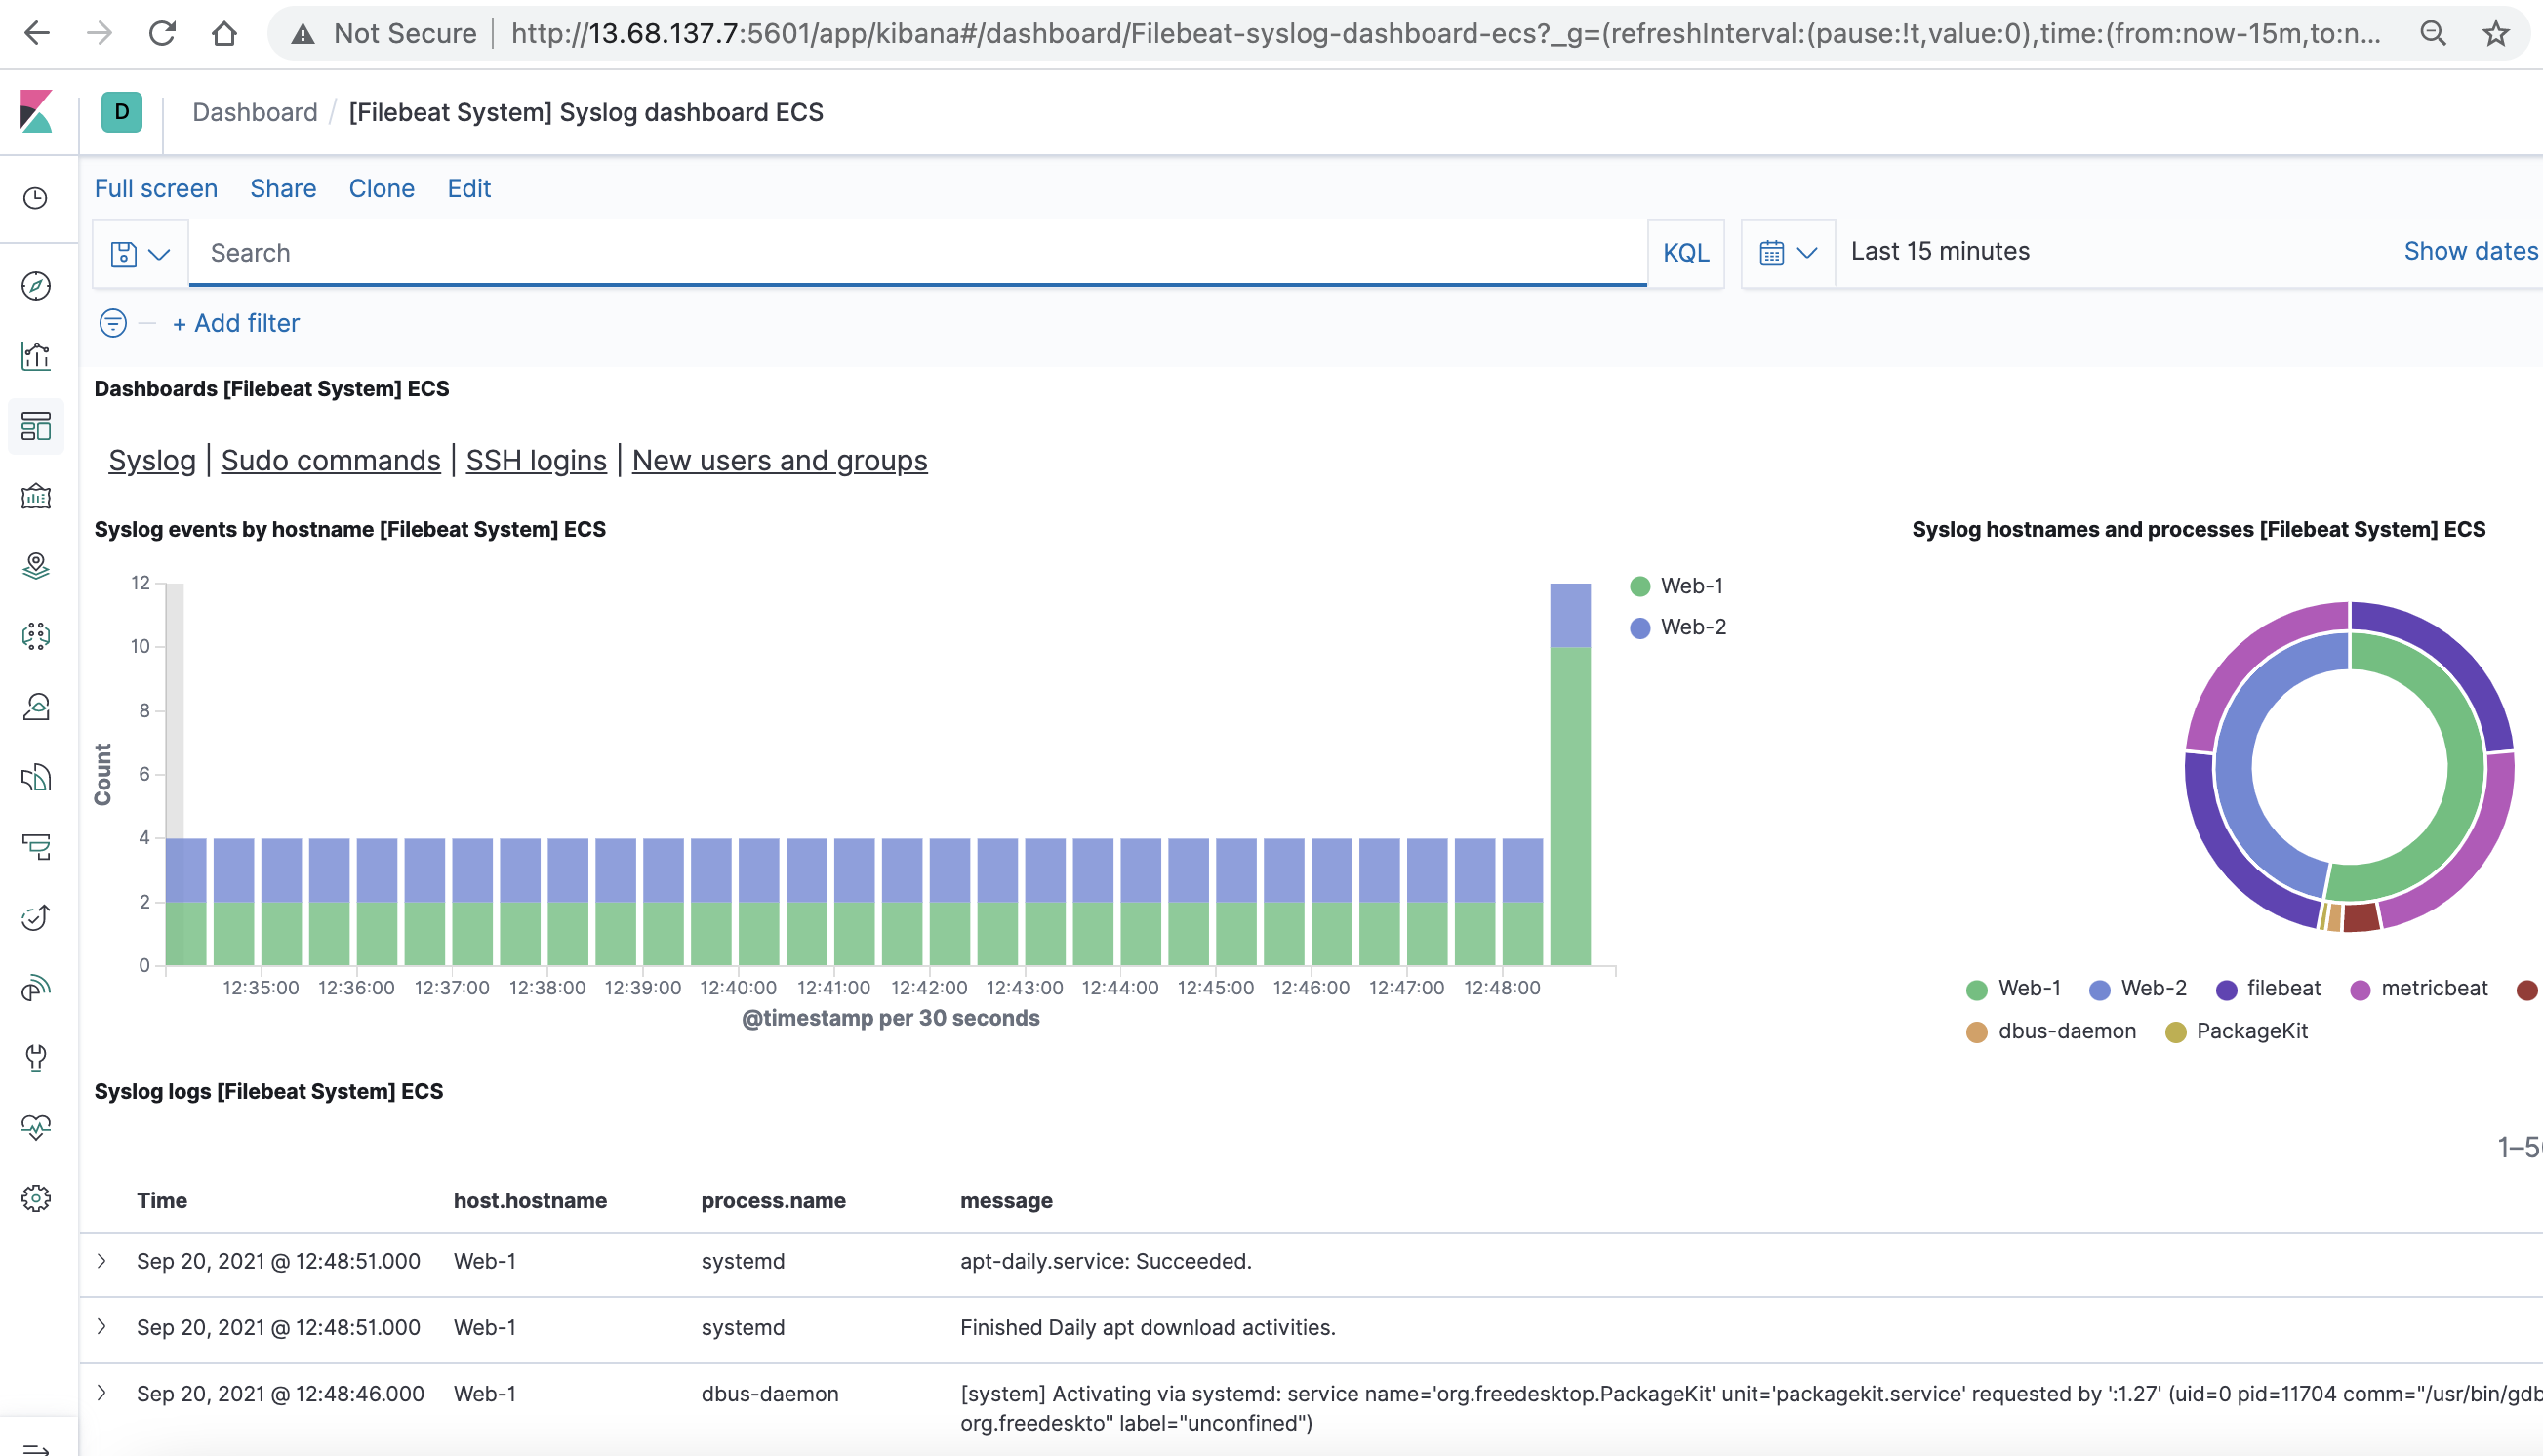 Not Secure
http://13.68.137.7:5601/app/kibana#/dashboard/Filebeat-syslog-dashboard-ecs?_g=(refreshInterval:(pause:!t,value:0),time:(from:now-15m,to:n...
D
Dashboard / [Filebeat System] Syslog dashboard ECS
Full screen Share Clone Edit
Search KQL Last 15 minutes Show dates
+ Add filter
Dashboards [Filebeat System] ECS
Syslog | Sudo commands | SSH logins | New users and groups
Syslog events by hostname [Filebeat System] ECS
12
10
8
6
4
2
0
Count
12:35:00 12:36:00 12:37:00 12:38:00 12:39:00 12:40:00 12:41:00 12:42:00 12:43:00 12:44:00 12:45:00 12:46:00 12:47:00 12:48:00
@timestamp per 30 seconds
Web-1
Web-2
Syslog hostnames and processes [Filebeat System] ECS
Web-1 Web-2 filebeat metricbeat
dbus-daemon PackageKit
Syslog logs [Filebeat System] ECS
Time host.hostname process.name message
Sep 20, 2021 @ 12:48:51.000 Web-1 systemd apt-daily.service: Succeeded.
Sep 20, 2021 @ 12:48:51.000 Web-1 systemd Finished Daily apt download activities.
Sep 20, 2021 @ 12:48:46.000 Web-1 dbus-daemon [system] Activating via systemd: service name='org.freedesktop.PackageKit' unit='packagekit.service' requested by ':1.27' (uid=0 pid=11704 comm="/usr/bin/gdb
org.freedeskto" label="unconfined")